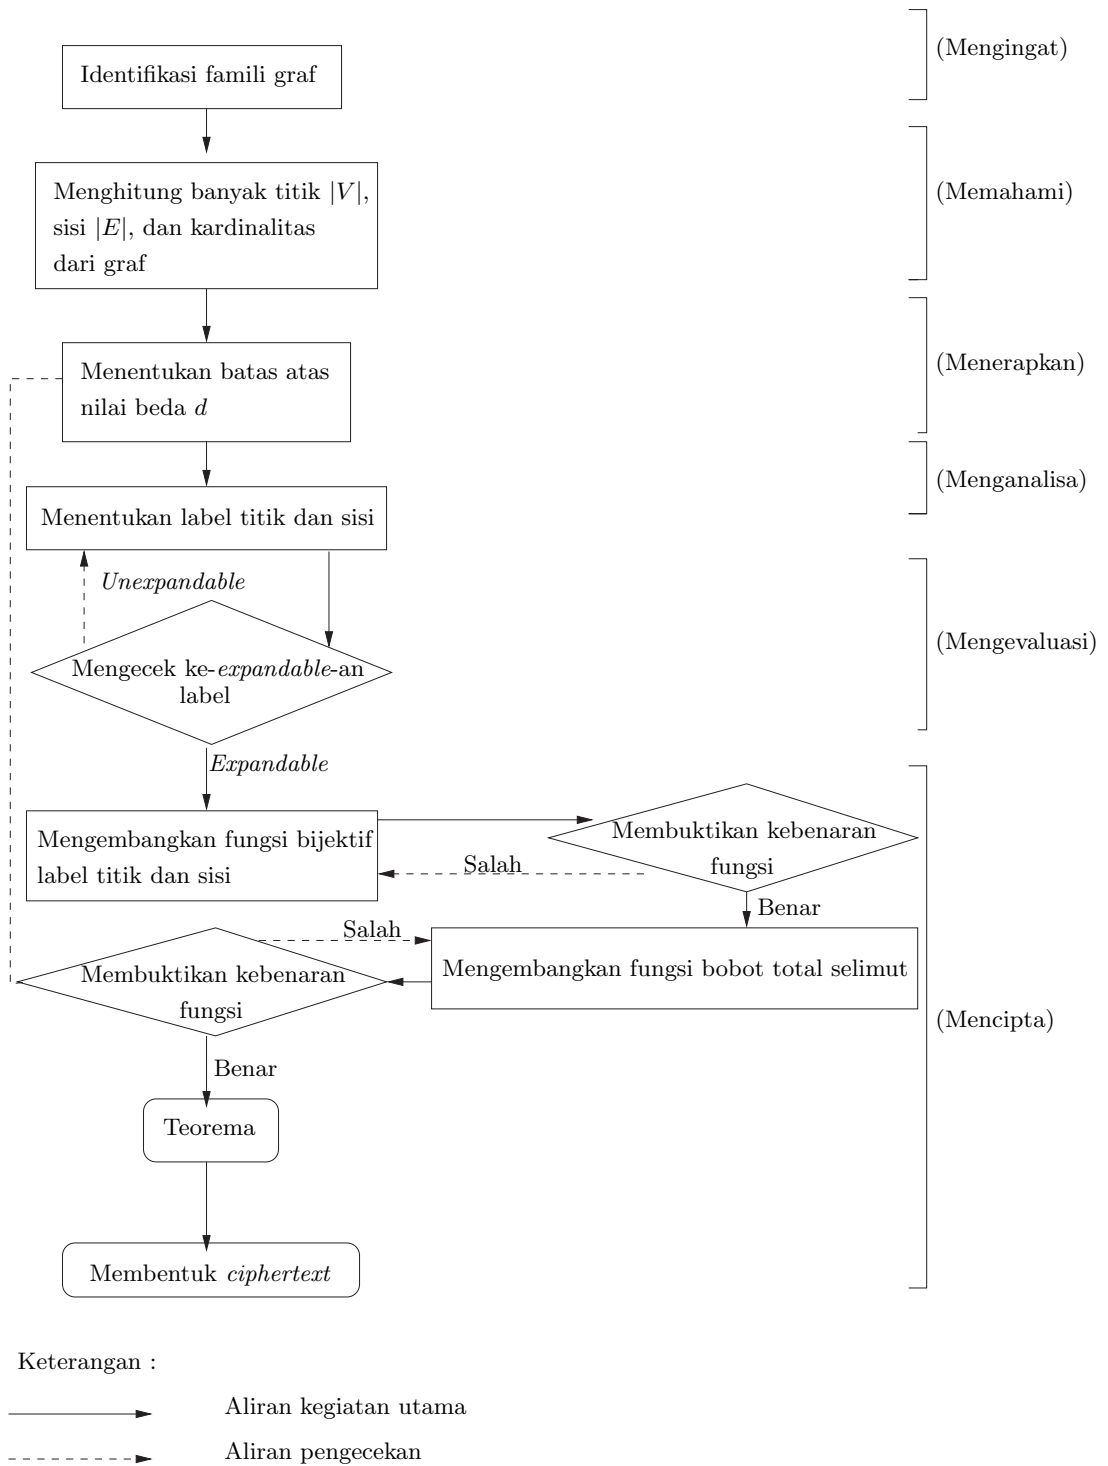 (Mengingat)
Identifikasi famili graf
(Memahami)
Menghitung banyak titik |V|,
sisi |E|, dan kardinalitas
dari graf
(Menerapkan)
Menentukan batas atas
nilai beda d
(Menganalisa)
Menentukan label titik dan sisi
Unexpandable
(Mengevaluasi)
Mengecek ke-expandable-an
label
Expandable
Mengembangkan fungsi bijektif
label titik dan sisi
Membuktikan kebenaran
fungsi
Salah
Benar
Salah
Mengembangkan fungsi bobot total selimut
Membuktikan kebenaran
fungsi
(Mencipta)
Benar
Teorema
Membentuk ciphertext
Keterangan :
Aliran kegiatan utama
Aliran pengecekan